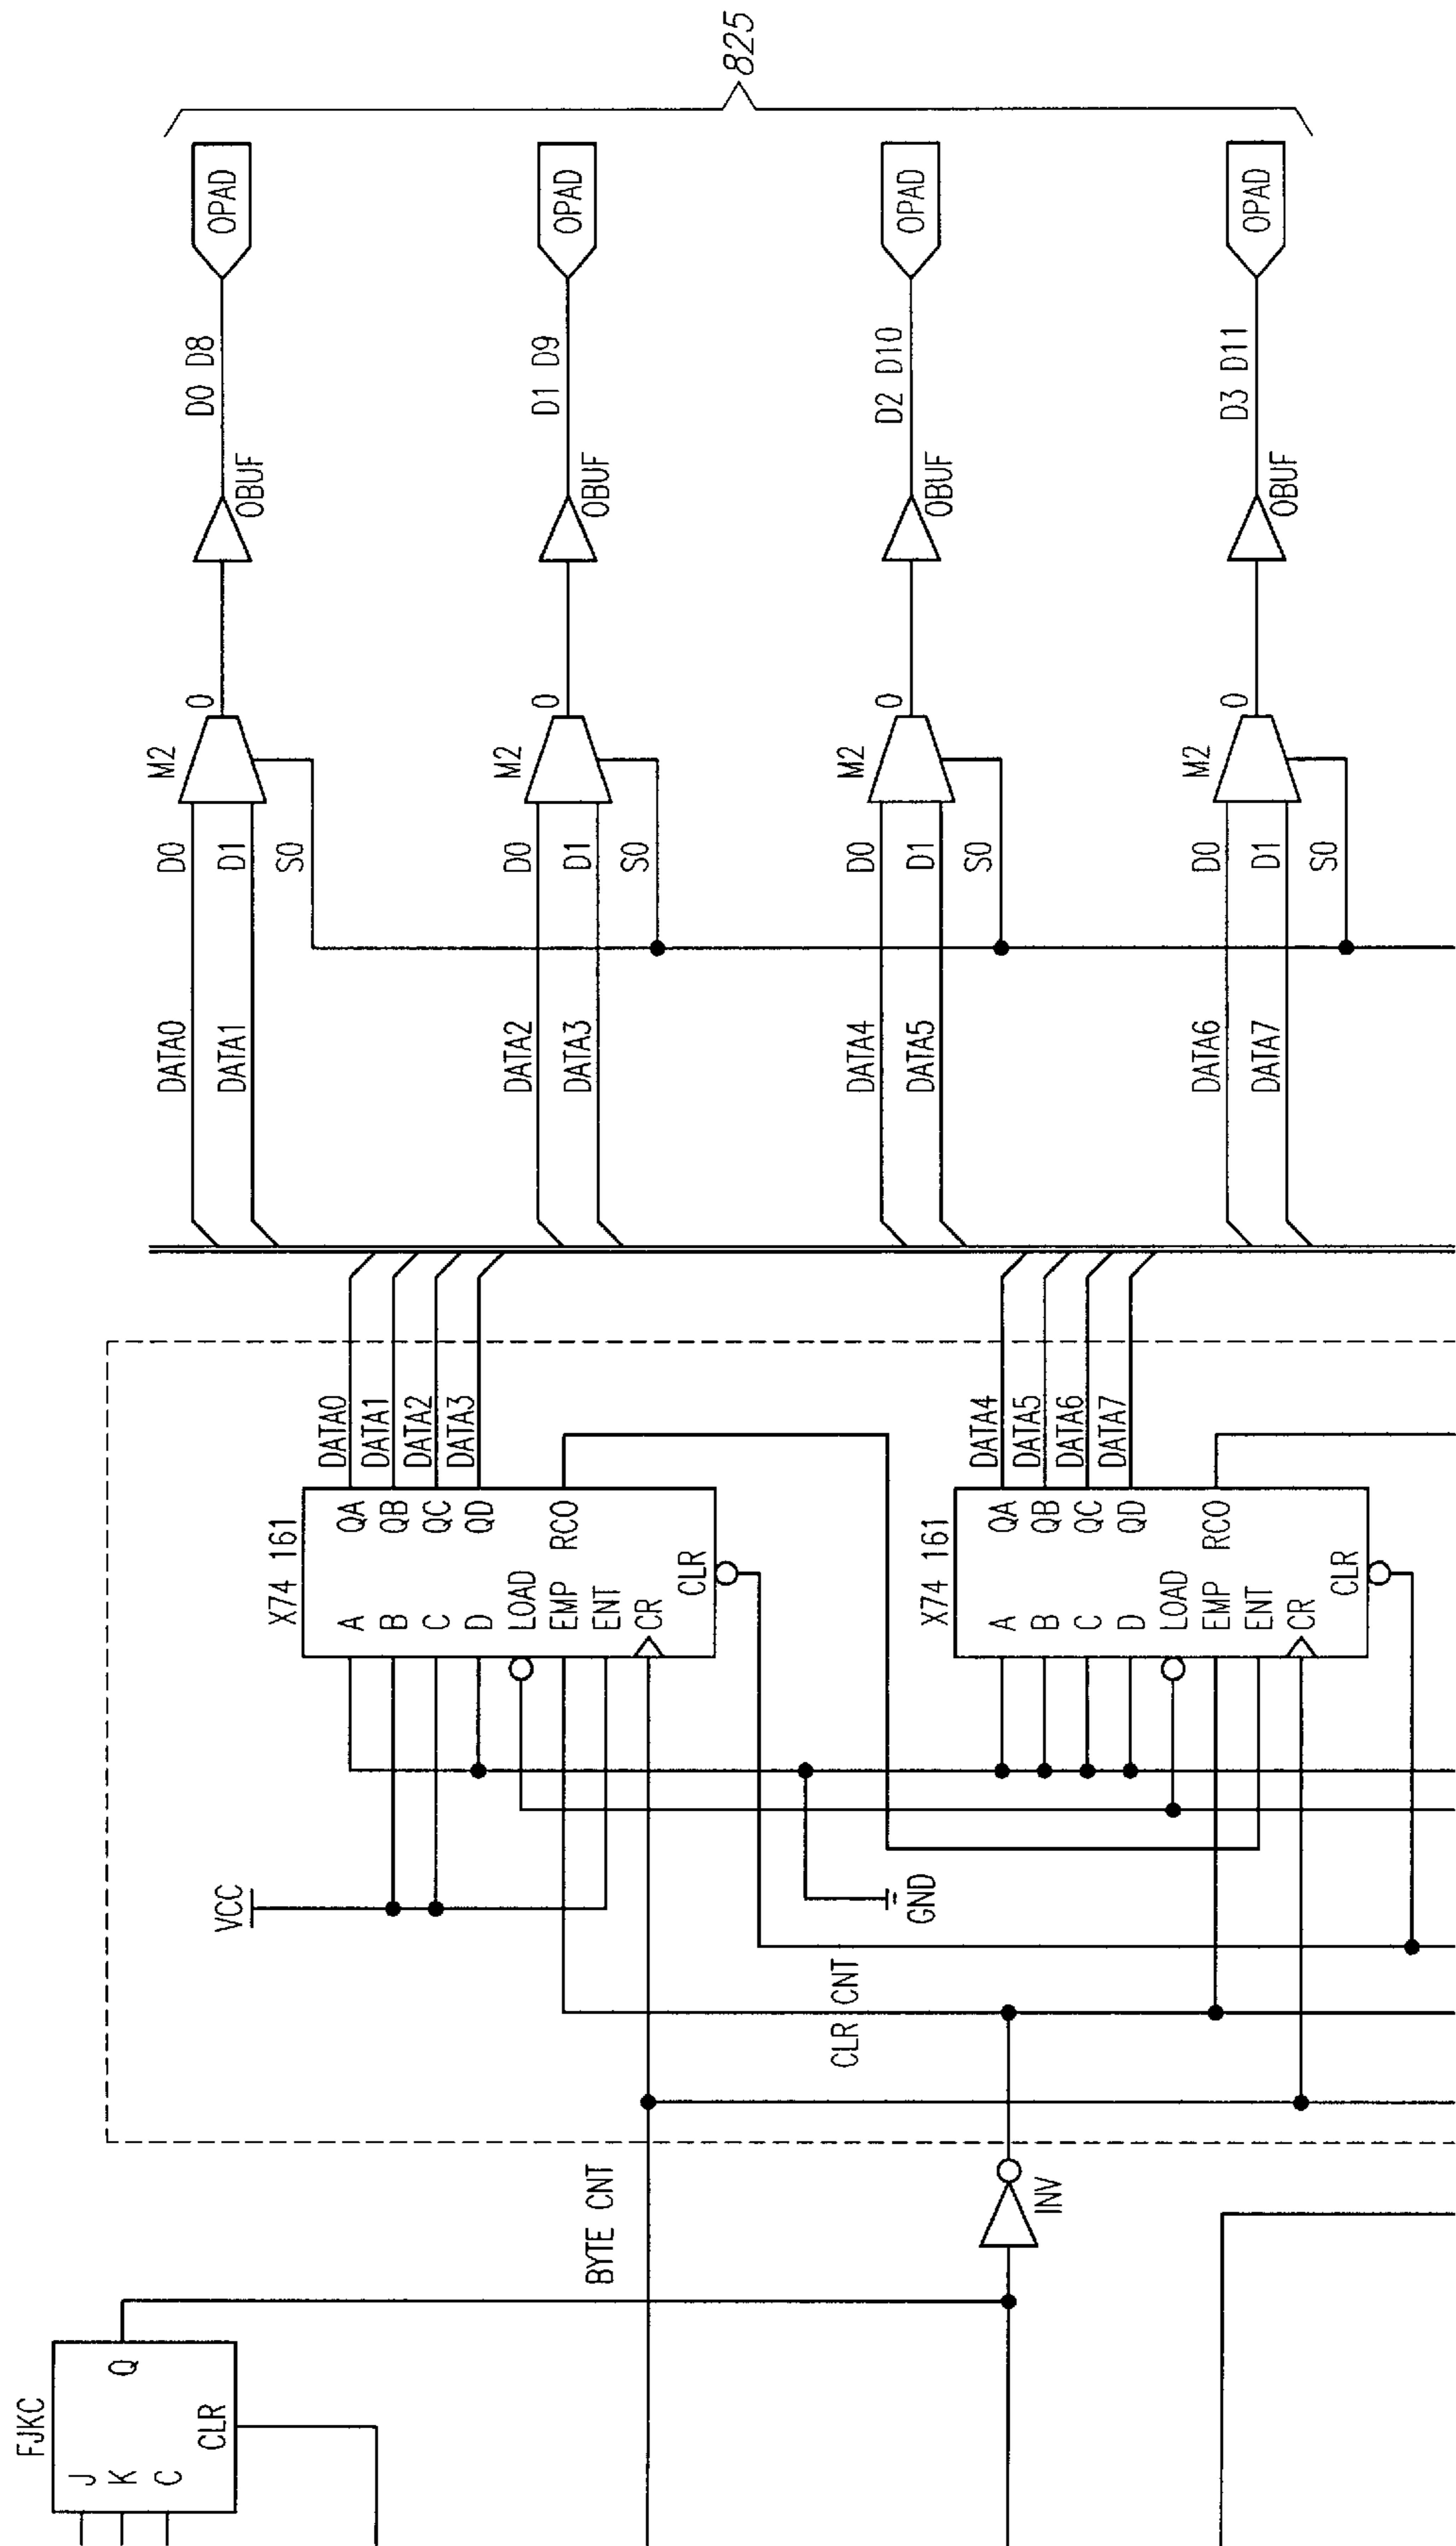 FJKC
J
K
C
Q
CLR
BYTE CNT
INV
CLR CNT
VCC
GND
X74 161
A
B
C
D
LOAD
EMP
ENT
CR
CLR
QA
QB
QC
QD
RCO
DATA0
DATA1
DATA2
DATA3
X74 161
A
B
C
D
LOAD
EMP
ENT
CR
CLR
QA
QB
QC
QD
RCO
DATA4
DATA5
DATA6
DATA7
DATA0
DATA1
D0
D1
S0
M2
O
OBUF
D0 D8
OPAD
DATA2
DATA3
D0
D1
S0
M2
O
OBUF
D1 D9
OPAD
DATA4
DATA5
D0
D1
S0
M2
O
OBUF
D2 D10
OPAD
DATA6
DATA7
D0
D1
S0
M2
O
OBUF
D3 D11
OPAD
825